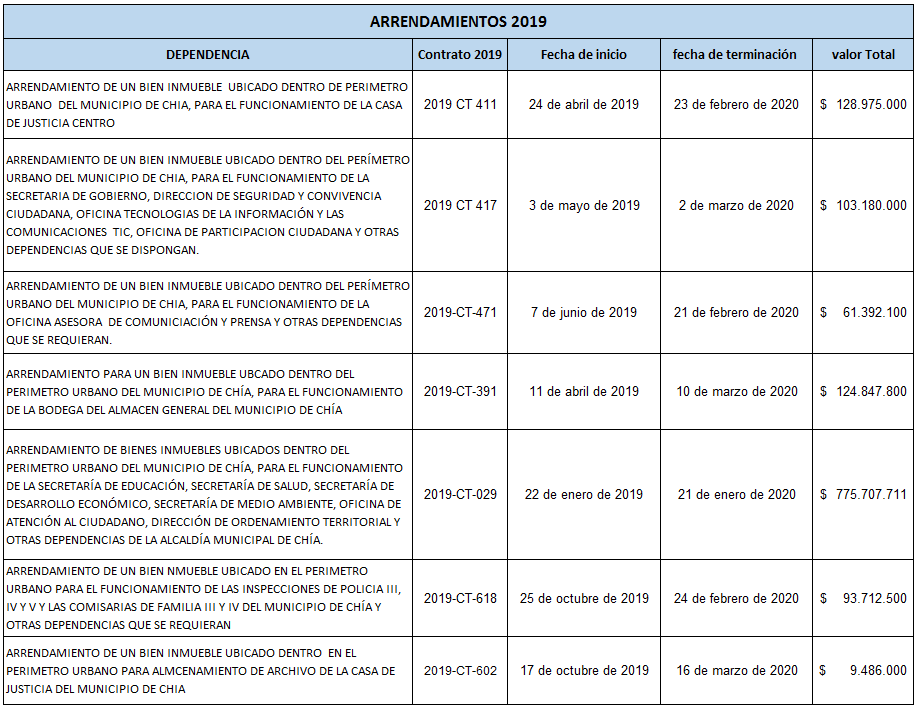 ARRENDAMIENTOS 2019
DEPENDENCIA Contrato 2019 Fecha de inicio fecha de terminación valor Total
ARRENDAMIENTO DE UN BIEN INMUEBLE UBICADO DENTRO DE PERIMETRO
URBANO DEL MUNICIPIO DE CHIA, PARA EL FUNCIONAMIENTO DE LA CASA
DE JUSTICIA CENTRO
2019 CT 411 24 de abril de 2019 23 de febrero de 2020 $ 128.975.000
ARRENDAMIENTO DE UN BIEN INMUEBLE UBICADO DENTRO DEL PERÍMETRO
URBANO DEL MUNICIPIO DE CHIA, PARA EL FUNCIONAMIENTO DE LA
SECRETARIA DE GOBIERNO, DIRECCION DE SEGURIDAD Y CONVIVENCIA
CIUDADANA, OFICINA TECNOLOGIAS DE LA INFORMACIÓN Y LAS
COMUNICACIONES TIC, OFICINA DE PARTICIPACION CIUDADANA Y OTRAS
DEPENDENCIAS QUE SE DISPONGAN.
2019 CT 417 3 de mayo de 2019 2 de marzo de 2020 $ 103.180.000
ARRENDAMIENTO DE UN BIEN INMUEBLE UBICADO DENTRO DEL PERÍMETRO
URBANO DEL MUNICIPIO DE CHIA, PARA EL FUNCIONAMIENTO DE LA
OFICINA ASESORA DE COMUNICIACIÓN Y PRENSA Y OTRAS DEPENDENCIAS
QUE SE REQUIERAN.
2019-CT-471 7 de junio de 2019 21 de febrero de 2020 $ 61.392.100
ARRENDAMIENTO PARA UN BIEN INMUEBLE UBCADO DENTRO DEL
PERIMETRO URBANO DEL MUNICIPIO DE CHÍA, PARA EL FUNCIONAMIENTO
DE LA BODEGA DEL ALMACEN GENERAL DEL MUNICIPIO DE CHÍA
2019-CT-391 11 de abril de 2019 10 de marzo de 2020 $ 124.847.800
ARRENDAMIENTO DE BIENES INMUEBLES UBICADOS DENTRO DEL
PERIMETRO URBANO DEL MUNICIPIO DE CHÍA, PARA EL FUNCIONAMIENTO
DE LA SECRETARÍA DE EDUCACIÓN, SECRETARÍA DE SALUD, SECRETARÍA DE
DESARROLLO ECONÓMICO, SECRETARÍA DE MEDIO AMBIENTE, OFICINA DE
ATENCIÓN AL CIUDADANO, DIRECCIÓN DE ORDENAMIENTO TERRITORIAL Y
OTRAS DEPENDENCIAS DE LA ALCALDÍA MUNICIPAL DE CHÍA.
2019-CT-029 22 de enero de 2019 21 de enero de 2020 $ 775.707.711
ARRENDAMIENTO DE UN BIEN NMUEBLE UBICADO EN EL PERIMETRO
URBANO PARA EL FUNCIONAMIENTO DE LAS INSPECCIONES DE POLICIA III,
IV Y V Y LAS COMISARIAS DE FAMILIA III Y IV DEL MUNICIPIO DE CHÍA Y
OTRAS DEPENDENCIAS QUE SE REQUIERAN
2019-CT-618 25 de octubre de 2019 24 de febrero de 2020 $ 93.712.500
ARRENDAMIENTO DE UN BIEN INMUEBLE UBICADO DENTRO EN EL
PERIMETRO URBANO PARA ALMCENAMIENTO DE ARCHIVO DE LA CASA DE
JUSTICIA DEL MUNICIPIO DE CHIA
2019-CT-602 17 de octubre de 2019 16 de marzo de 2020 $ 9.486.000